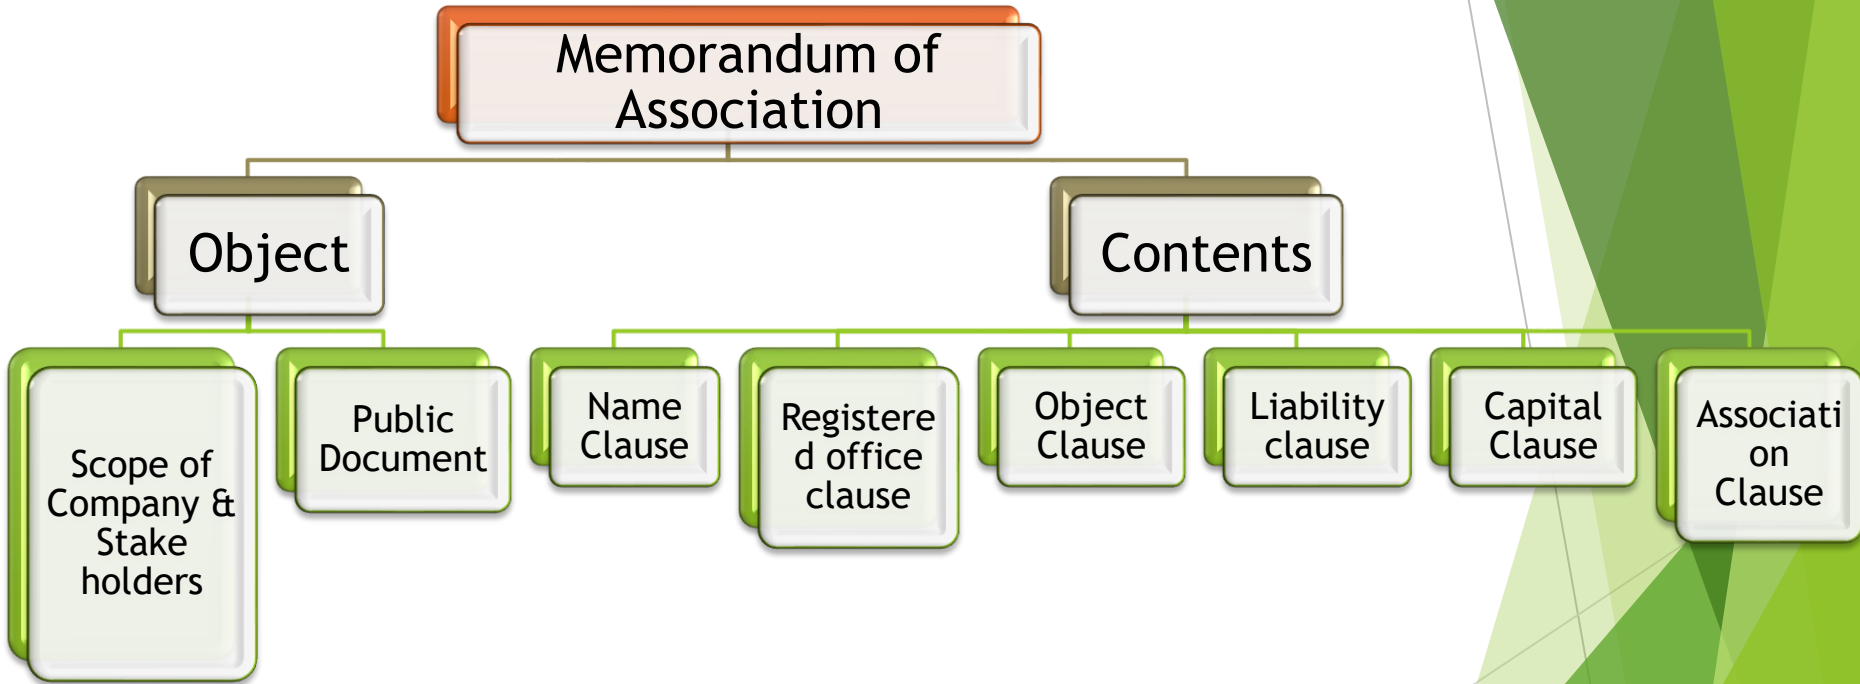 Memorandum of
Association
Object
Contents
Scope of
Company &
Stake
holders
Public
Document
Name
Clause
Registere
d office
clause
Object
Clause
Liability
clause
Capital
Clause
Associati
on
Clause